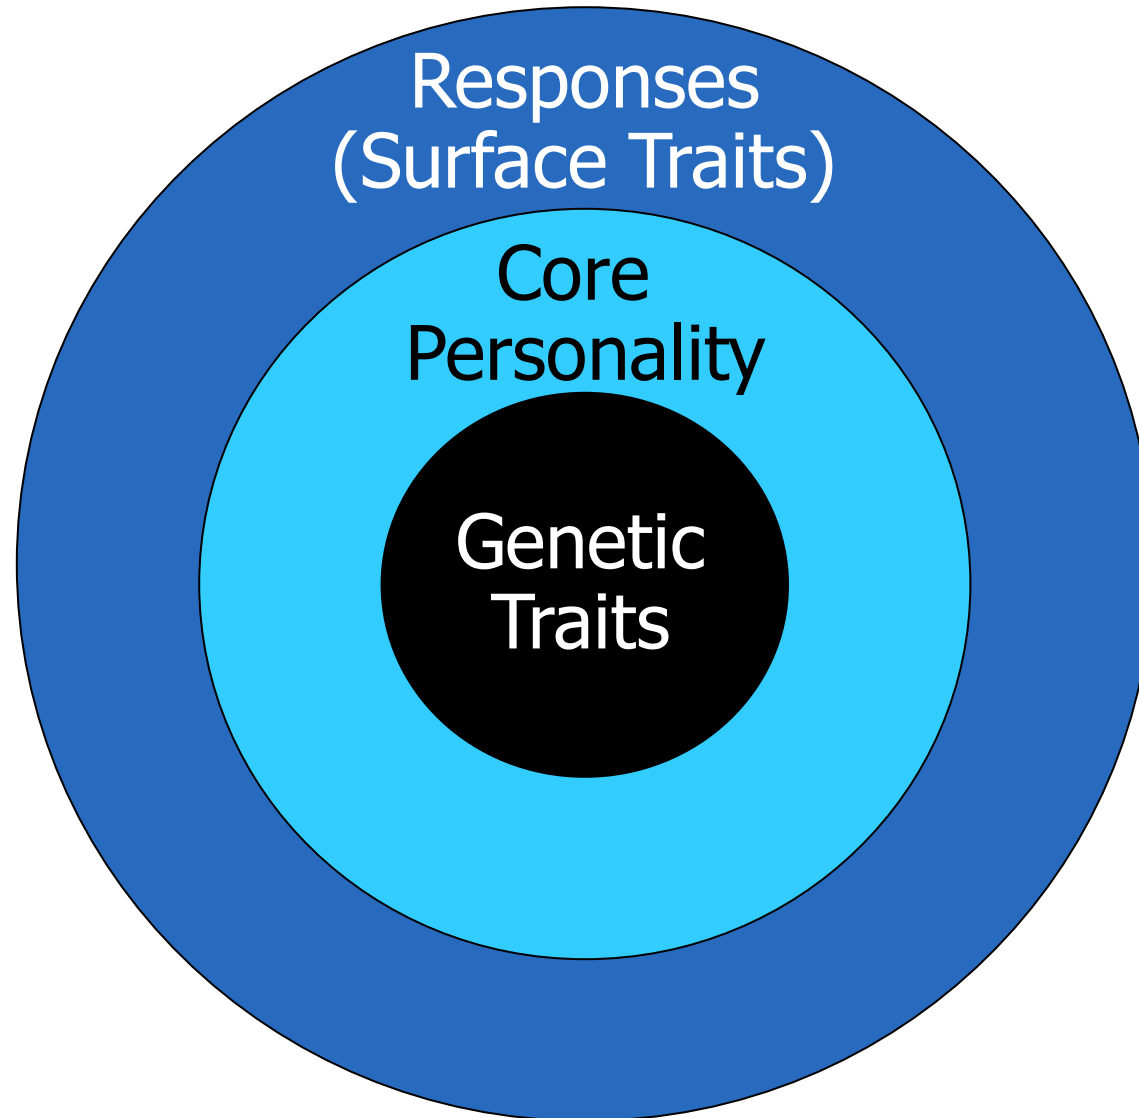 Responses
(Surface Traits)
Core
Personality
Genetic
Traits